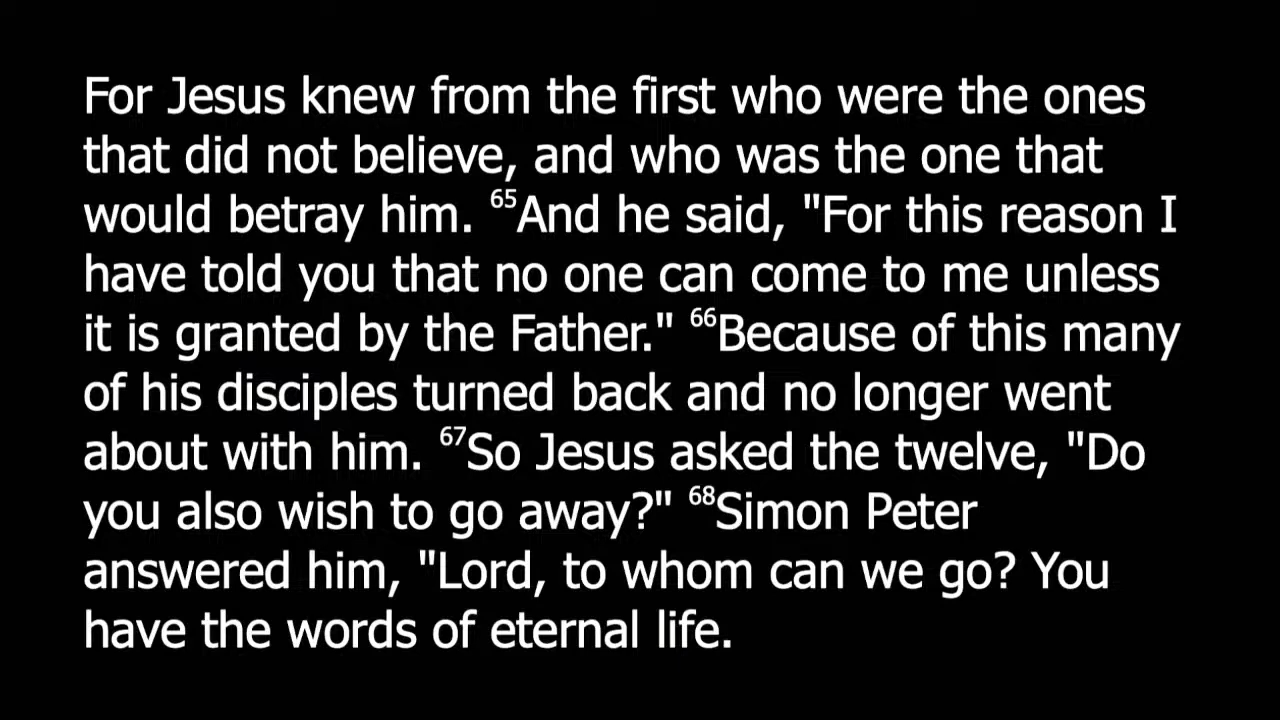 For Jesus knew from the first who were the ones
that did not believe, and who was the one that
would betray him. ⁶⁵And he said, "For this reason I
have told you that no one can come to me unless
it is granted by the Father." ⁶⁶Because of this many
of his disciples turned back and no longer went
about with him. ⁶⁷So Jesus asked the twelve, "Do
you also wish to go away?" ⁶⁸Simon Peter
answered him, "Lord, to whom can we go? You
have the words of eternal life.